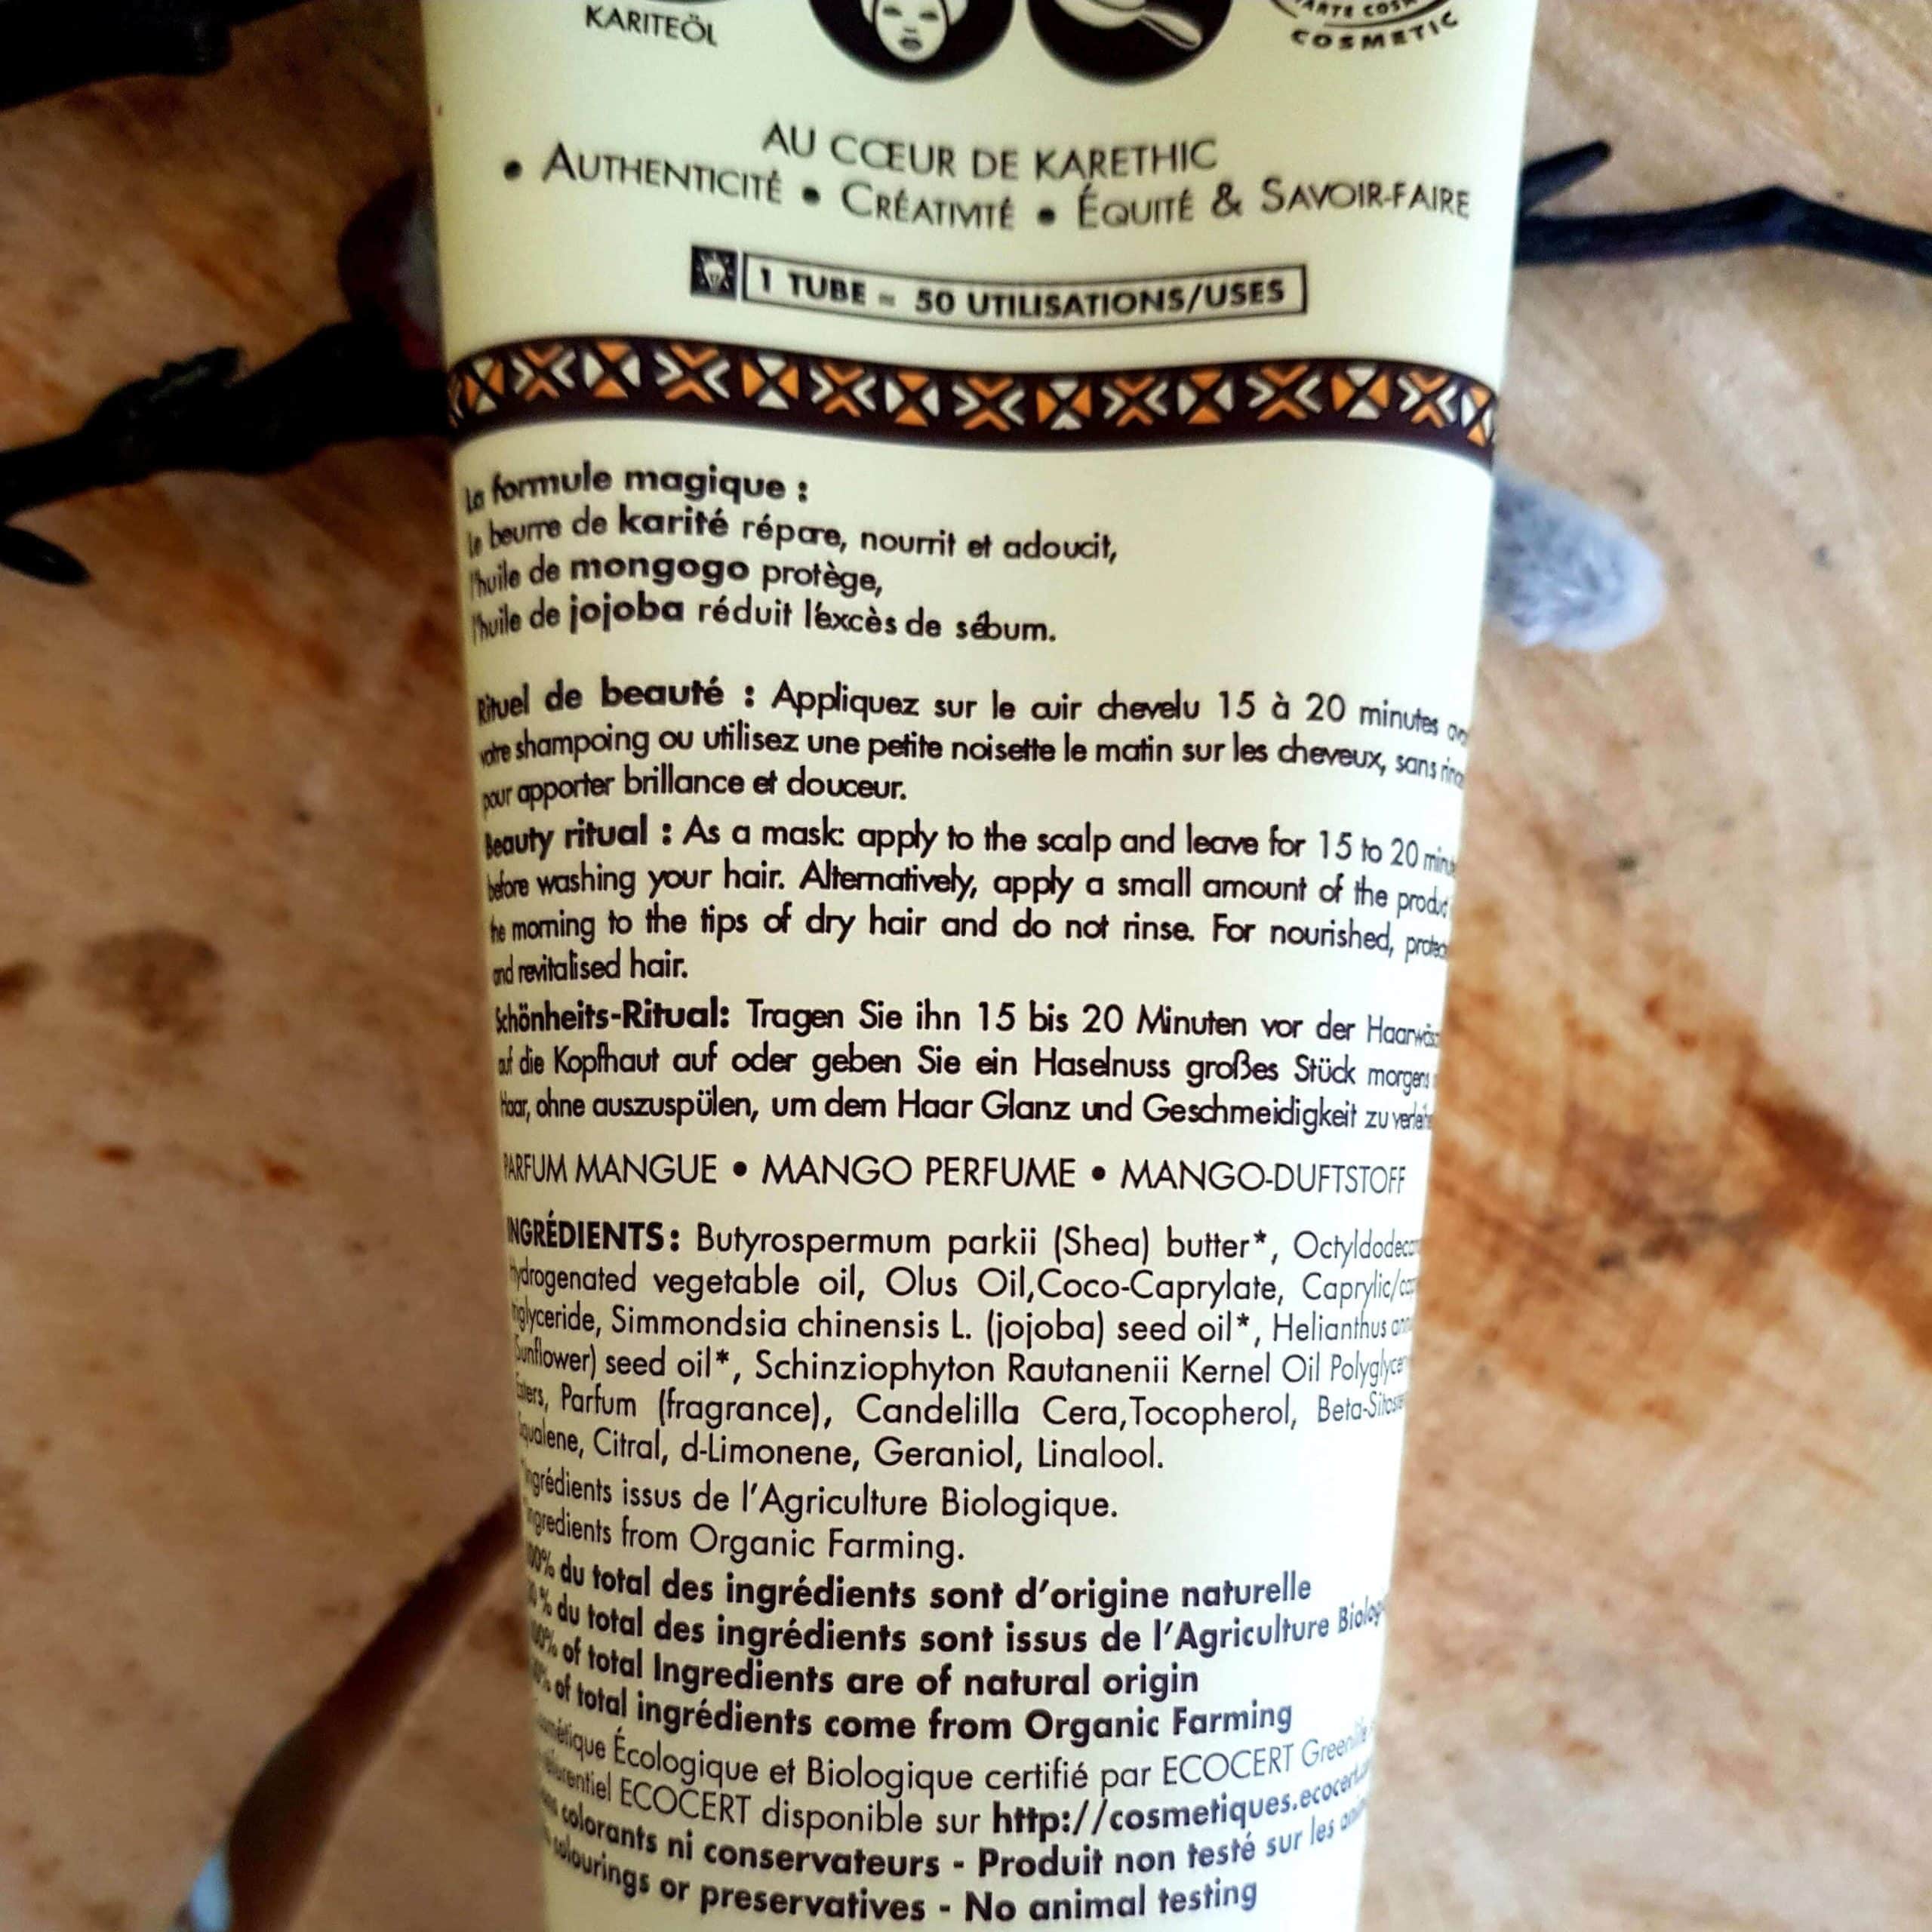 KARITEÖL
COSMETIC
AU CŒUR DE KARETHIC
• AUTHENTICITÉ • CRÉATIVITÉ • ÉQUITÉ & SAVOIR-FAIRE
1 TUBE ≈ 50 UTILISATIONS/USES
La formule magique :
le beurre de karité répare, nourrit et adoucit,
l'huile de mongogo protège,
l'huile de jojoba réduit l'excès de sébum.
Rituel de beauté : Appliquez sur le cuir chevelu 15 à 20 minutes
votre shampoing ou utilisez une petite noisette le matin sur les cheveux, sans
pour apporter brillance et douceur.
Beauty ritual : As a mask: apply to the scalp and leave for 15 to 20
before washing your hair. Alternatively, apply a small amount of the product
the morning to the tips of dry hair and do not rinse. For nourished,
and revitalised hair.
Schönheits-Ritual: Tragen Sie ihn 15 bis 20 Minuten vor der
auf die Kopfhaut auf oder geben Sie ein Haselnuss großes Stück morgens
Haar, ohne auszuspülen, um dem Haar Glanz und Geschmeidigkeit zu
PARFUM MANGUE • MANGO PERFUME • MANGO-DUFTSTOFF
INGRÉDIENTS: Butyrospermum parkii (Shea) butter*,
Hydrogenated vegetable oil, Olus Oil,Coco-Caprylate,
triglyceride, Simmondsia chinensis L. (jojoba) seed oil*, Helianthus
(Sunflower) seed oil*, Schinziophyton Rautanenii Kernel Oil
Esters, Parfum (fragrance), Candelilla Cera,Tocopherol,
Squalene, Citral, d-Limonene, Geraniol, Linalool.
*Ingrédients issus de l'Agriculture Biologique.
*Ingredients from Organic Farming.
100% du total des ingrédients sont d'origine naturelle
% du total des ingrédients sont issus de l'Agriculture
100% of total Ingredients are of natural origin
% of total ingrédients come from Organic Farming
Écologique et Biologique certifié par ECOCERT
ECOCERT disponible sur http://cosmetiques.ecocert
colorants ni conservateurs - Produit non testé sur les
colourings or preservatives - No animal testing